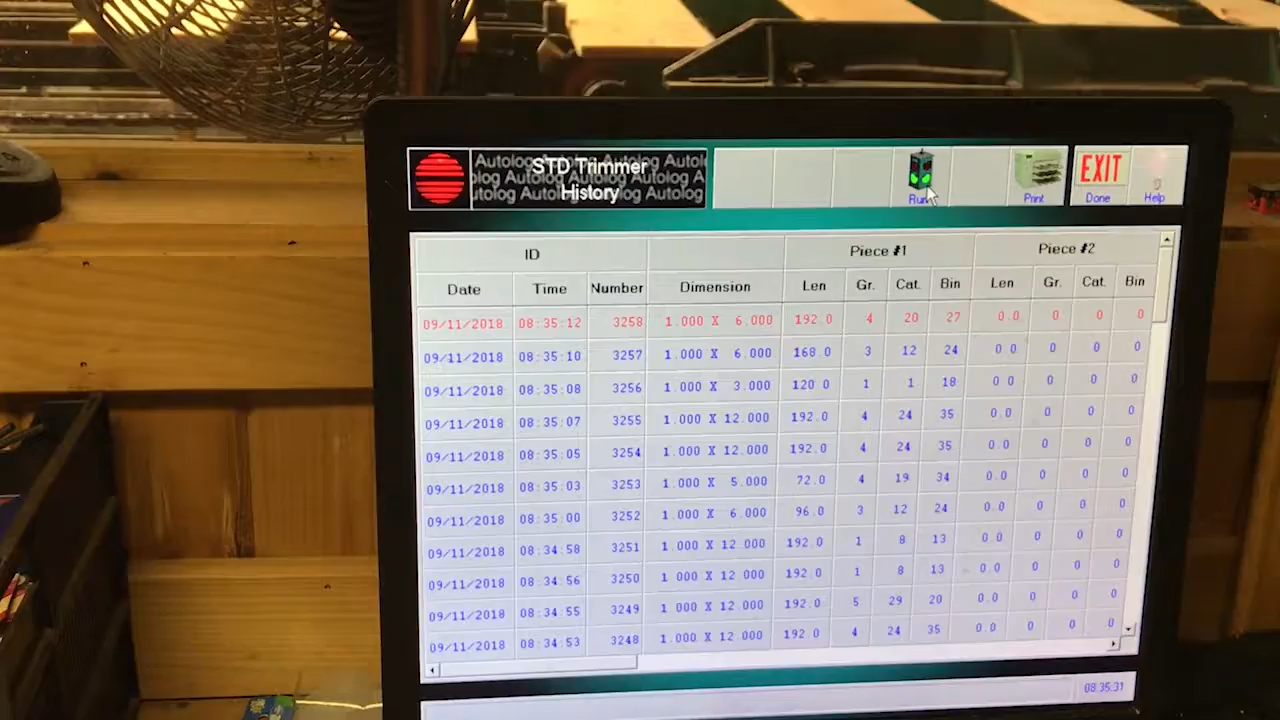 Autolog Autolog Autolog Autol
STD Trimmer
olog Autolog Autolog Autolog
History
utolog Autolog Autolog Autolog
Run Print EXIT
Done Help
ID Piece #1 Piece #2
Date Time Number Dimension Len Gr. Cat. Bin Len Gr. Cat. Bin
09/11/2018 08:35:12 3258 1.000 X 6.000 192.0 4 20 27 0.0 0 0 0
09/11/2018 08:35:10 3257 1.000 X 6.000 168.0 3 12 24 0.0 0 0 0
09/11/2018 08:35:08 3256 1.000 X 3.000 120.0 1 1 18 0.0 0 0 0
09/11/2018 08:35:07 3255 1.000 X 12.000 192.0 4 24 35 0.0 0 0 0
09/11/2018 08:35:05 3254 1.000 X 12.000 192.0 4 24 35 0.0 0 0 0
09/11/2018 08:35:03 3253 1.000 X 5.000 72.0 4 19 34 0.0 0 0 0
09/11/2018 08:35:00 3252 1.000 X 6.000 96.0 3 12 24 0.0 0 0 0
09/11/2018 08:34:58 3251 1.000 X 12.000 192.0 1 8 13 0.0 0 0 0
09/11/2018 08:34:56 3250 1.000 X 12.000 192.0 1 8 13 0.0 0 0 0
09/11/2018 08:34:55 3249 1.000 X 12.000 192.0 5 29 20 0.0 0 0 0
09/11/2018 08:34:53 3248 1.000 X 12.000 192.0 4 24 35 0.0 0 0 0
08:35:31